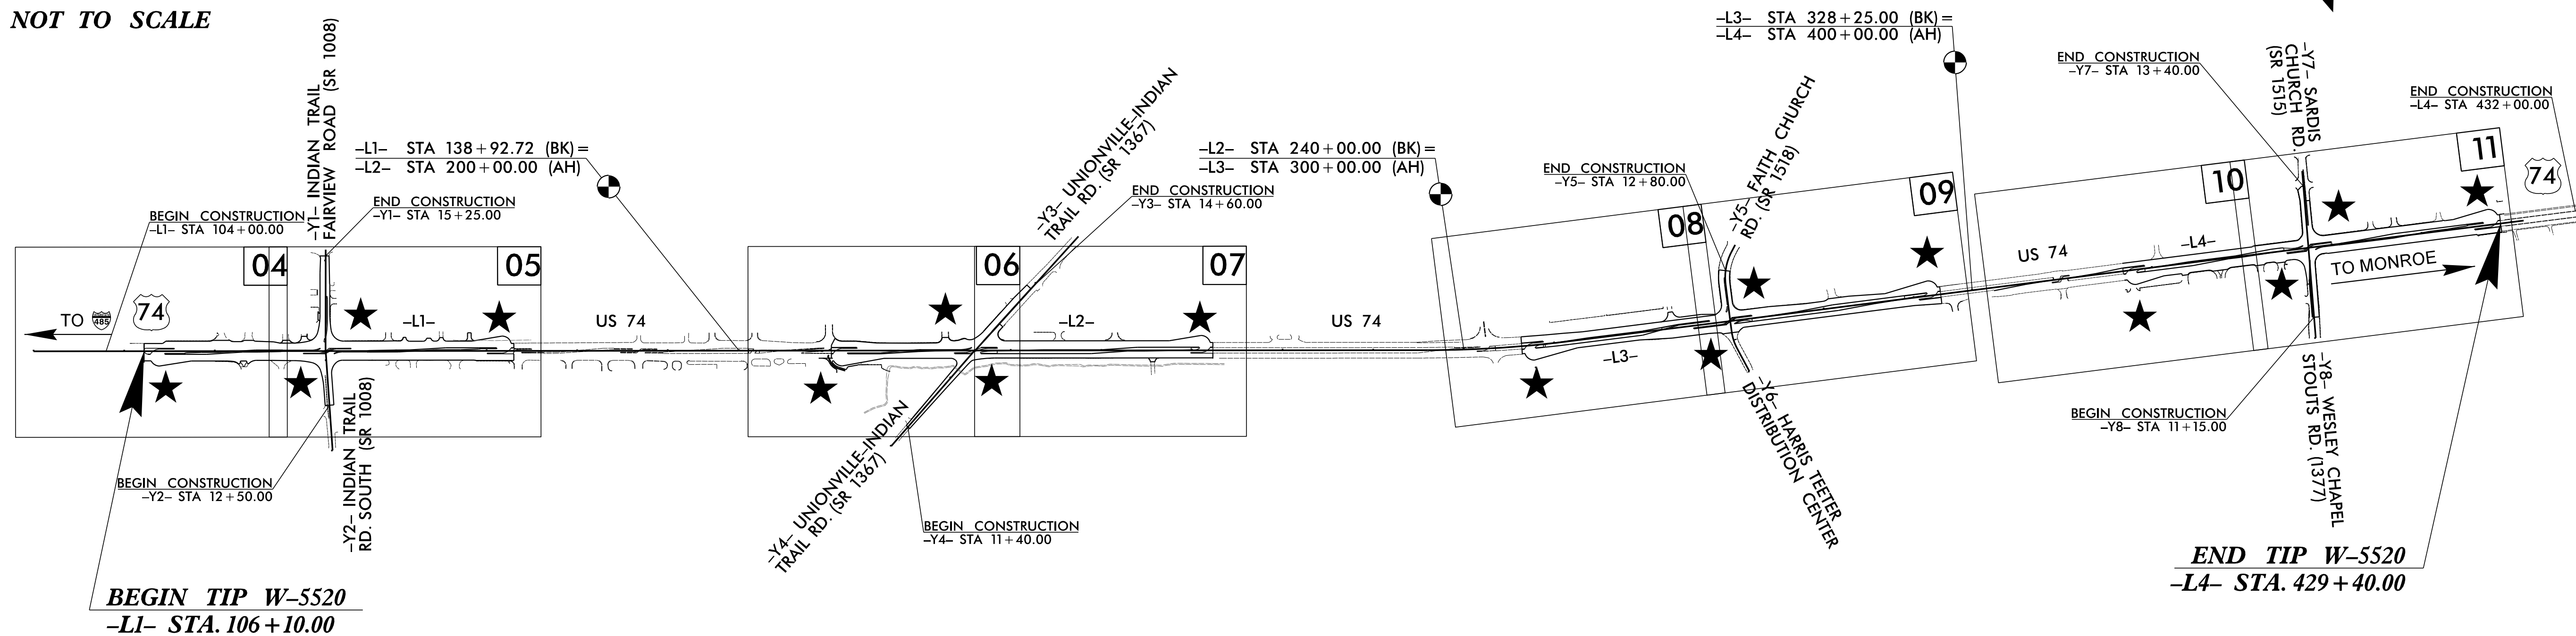 NOT TO SCALE
–Y1– INDIAN TRAIL
FAIRVIEW ROAD (SR 1008)
–L1– STA 138+92.72 (BK)=
–L2– STA 200+00.00 (AH)
BEGIN CONSTRUCTION
–L1– STA 104+00.00
END CONSTRUCTION
–Y1– STA 15+25.00
04
05
TO 485
74
–L1–
US 74
BEGIN CONSTRUCTION
–Y2– STA 12+50.00
–Y2– INDIAN TRAIL
RD. SOUTH (SR 1008)
BEGIN TIP W–5520
–L1– STA. 106+10.00
–Y3– UNIONVILLE–INDIAN
TRAIL RD. (SR 1367)
END CONSTRUCTION
–Y3– STA 14+60.00
06
07
–L2–
–Y4– UNIONVILLE–INDIAN
TRAIL RD. (SR 1367)
BEGIN CONSTRUCTION
–Y4– STA 11+40.00
–L2– STA 240+00.00 (BK)=
–L3– STA 300+00.00 (AH)
US 74
–L3– STA 328+25.00 (BK)=
–L4– STA 400+00.00 (AH)
END CONSTRUCTION
–Y5– STA 12+80.00
–Y5– FAITH CHURCH
RD. (SR 1518)
08
09
–L3–
–Y6– HARRIS TEETER
DISTRIBUTION CENTER
END CONSTRUCTION
–Y7– STA 13+40.00
–Y7– SARDIS
CHURCH RD.
(SR 1515)
END CONSTRUCTION
–L4– STA 432+00.00
10
11
74
US 74
–L4–
TO MONROE
BEGIN CONSTRUCTION
–Y8– STA 11+15.00
–Y8– WESLEY CHAPEL
STOUTS RD. (1377)
END TIP W–5520
–L4– STA. 429+40.00